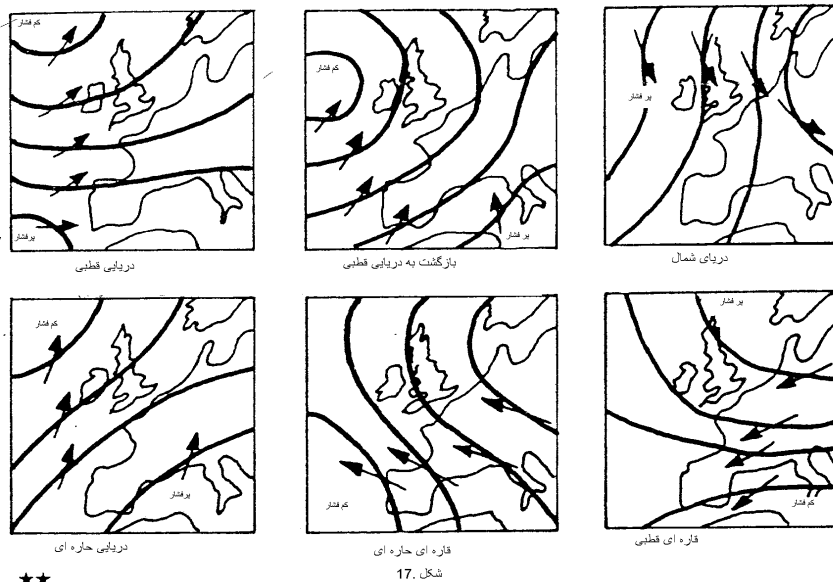 کم فشار
پر فشار
دریایی قطبی
کم فشار
پر فشار
بازگشت به دریایی قطبی
پر فشار
دریای شمال
کم فشار
پر فشار
دریایی حاره ای
کم فشار
قاره ای حاره ای
پر فشار
کم فشار
قاره ای قطبی
شکل .17
★★